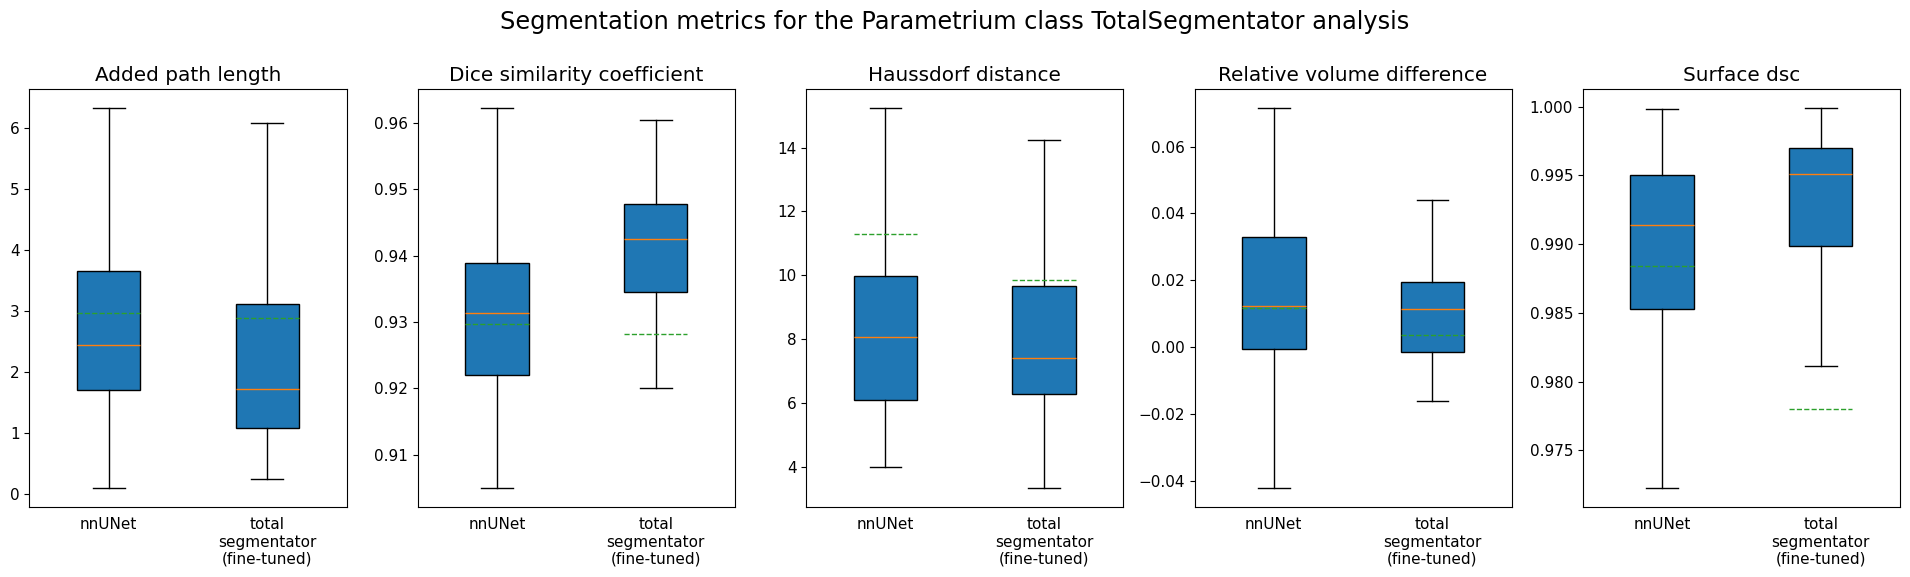 Segmentation metrics for the Parametrium class TotalSegmentator analysis
Added path length
6
5
4
3
2
1
0
nnUNet
total
segmentator
(fine-tuned)
Dice similarity coefficient
0.96
0.95
0.94
0.93
0.92
0.91
nnUNet
total
segmentator
(fine-tuned)
Haussdorf distance
14
12
10
8
6
4
nnUNet
total
segmentator
(fine-tuned)
Relative volume difference
0.06
0.04
0.02
0.00
−0.02
−0.04
nnUNet
total
segmentator
(fine-tuned)
Surface dsc
1.000
0.995
0.990
0.985
0.980
0.975
nnUNet
total
segmentator
(fine-tuned)